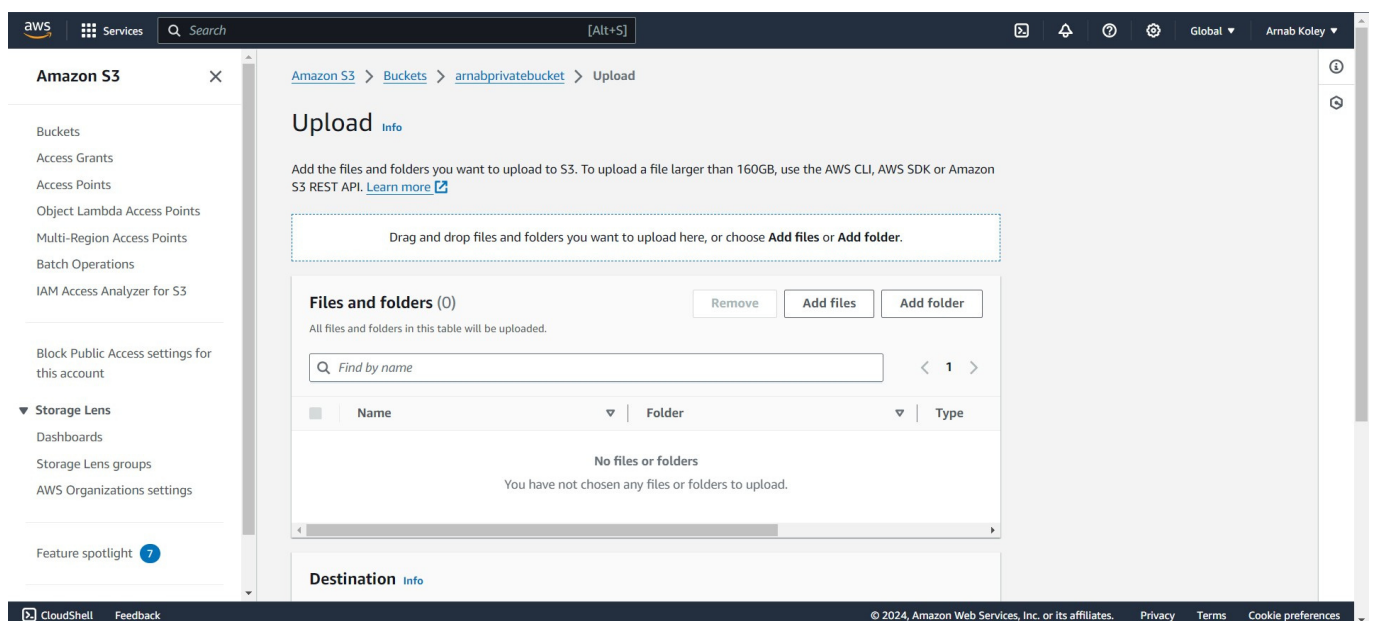 aws
Services
Search
[Alt+S]
Global
Arnab Koley
Amazon S3
Buckets
Access Grants
Access Points
Object Lambda Access Points
Multi-Region Access Points
Batch Operations
IAM Access Analyzer for S3
Block Public Access settings for
this account
Storage Lens
Dashboards
Storage Lens groups
AWS Organizations settings
Feature spotlight 7
Amazon S3 > Buckets > arnabprivatebucket > Upload
Upload Info
Add the files and folders you want to upload to S3. To upload a file larger than 160GB, use the AWS CLI, AWS SDK or Amazon
S3 REST API. Learn more
Drag and drop files and folders you want to upload here, or choose Add files or Add folder.
Files and folders (0)
Remove
Add files
Add folder
All files and folders in this table will be uploaded.
Find by name
1
Name
Folder
Type
No files or folders
You have not chosen any files or folders to upload.
Destination Info
CloudShell
Feedback
© 2024, Amazon Web Services, Inc. or its affiliates.
Privacy
Terms
Cookie preferences